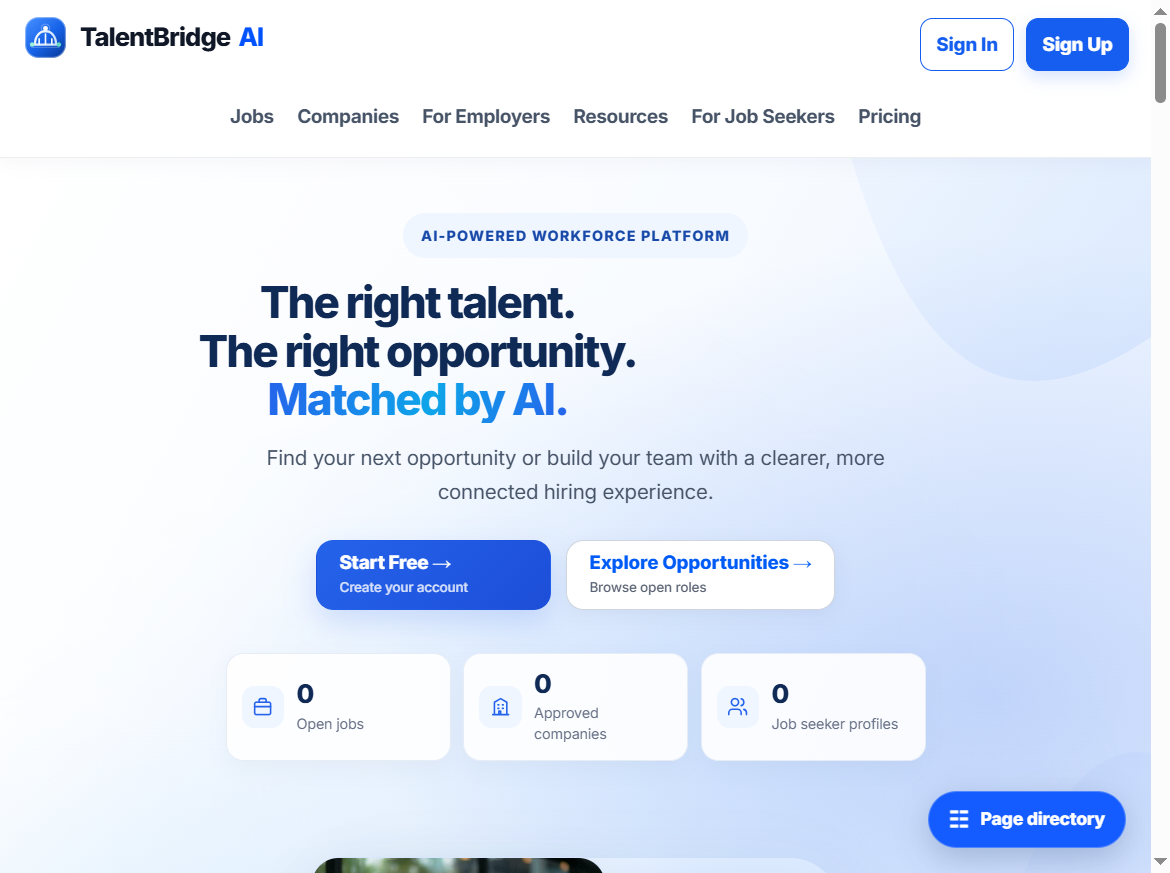 TalentBridge AI
Sign In
Sign Up
Jobs
Companies
For Employers
Resources
For Job Seekers
Pricing
AI-POWERED WORKFORCE PLATFORM
The right talent.
The right opportunity.
Matched by AI.
Find your next opportunity or build your team with a clearer, more
connected hiring experience.
Start Free →
Create your account
Explore Opportunities →
Browse open roles
0
Open jobs
0
Approved
companies
0
Job seeker profiles
Page directory